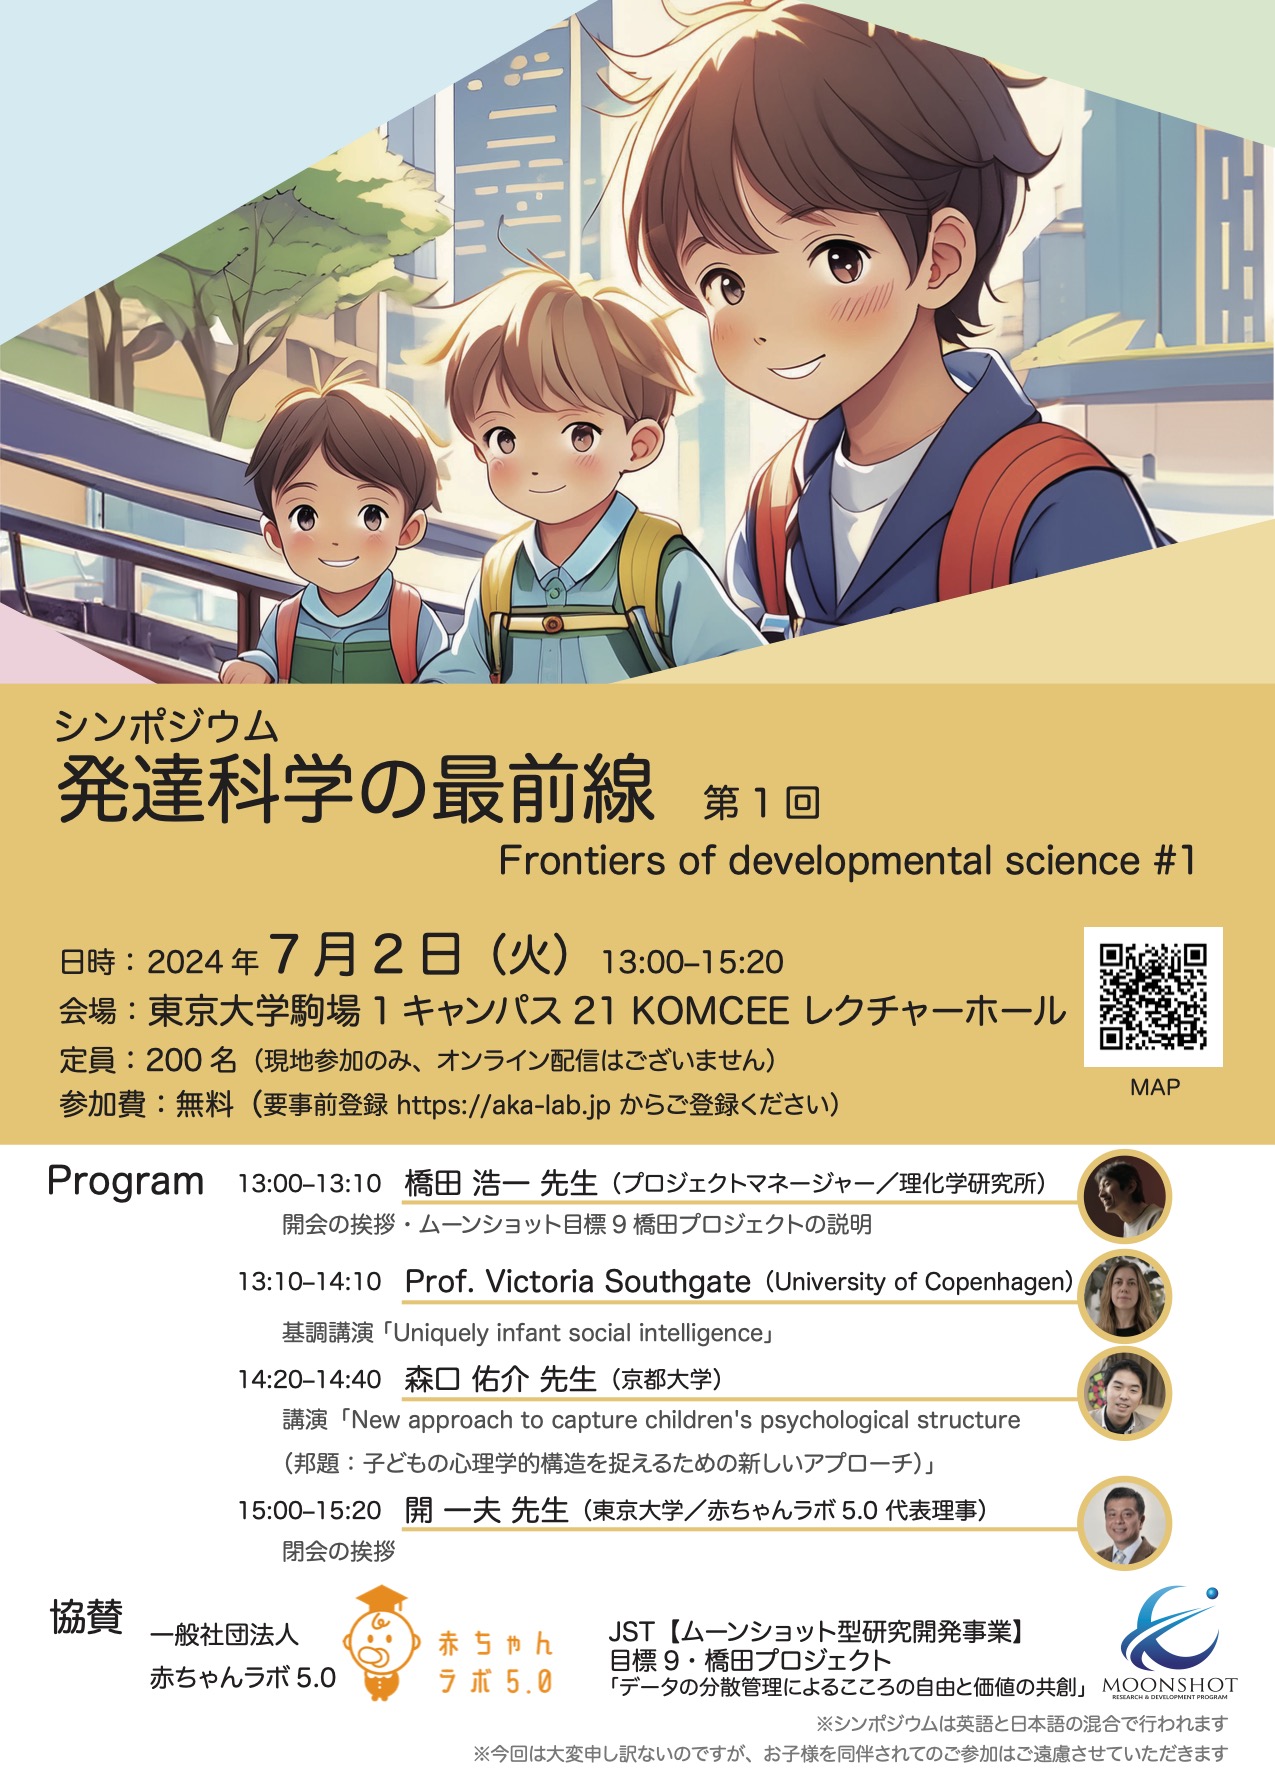 シンポジウム
発達科学の最前線 第1回
Frontiers of developmental science #1
日時：2024年7月2日（火）13:00–15:20
会場：東京大学駒場1キャンパス 21 KOMCEE レクチャーホール
定員：200名（現地参加のみ、オンライン配信はございません）
参加費：無料（要事前登録 https://aka-lab.jp からご登録ください）
MAP
Program
13:00–13:10 橋田 浩一 先生（プロジェクトマネージャー／理化学研究所）
開会の挨拶・ムーンショット目標9橋田プロジェクトの説明
13:10–14:10 Prof. Victoria Southgate（University of Copenhagen）
基調講演「Uniquely infant social intelligence」
14:20–14:40 森口 佑介 先生（京都大学）
講演「New approach to capture children's psychological structure
（邦題：子どもの心理学的構造を捉えるための新しいアプローチ）」
15:00–15:20 開 一夫 先生（東京大学／赤ちゃんラボ5.0 代表理事）
閉会の挨拶
協賛
一般社団法人
赤ちゃんラボ5.0
赤ちゃん
ラボ5.0
JST【ムーンショット型研究開発事業】
目標9・橋田プロジェクト
「データの分散管理によるこころの自由と価値の共創」
MOONSHOT
RESEARCH & DEVELOPMENT PROGRAM
※シンポジウムは英語と日本語の混合で行われます
※今回は大変申し訳ないのですが、お子様を同伴されてのご参加はご遠慮させていただきます